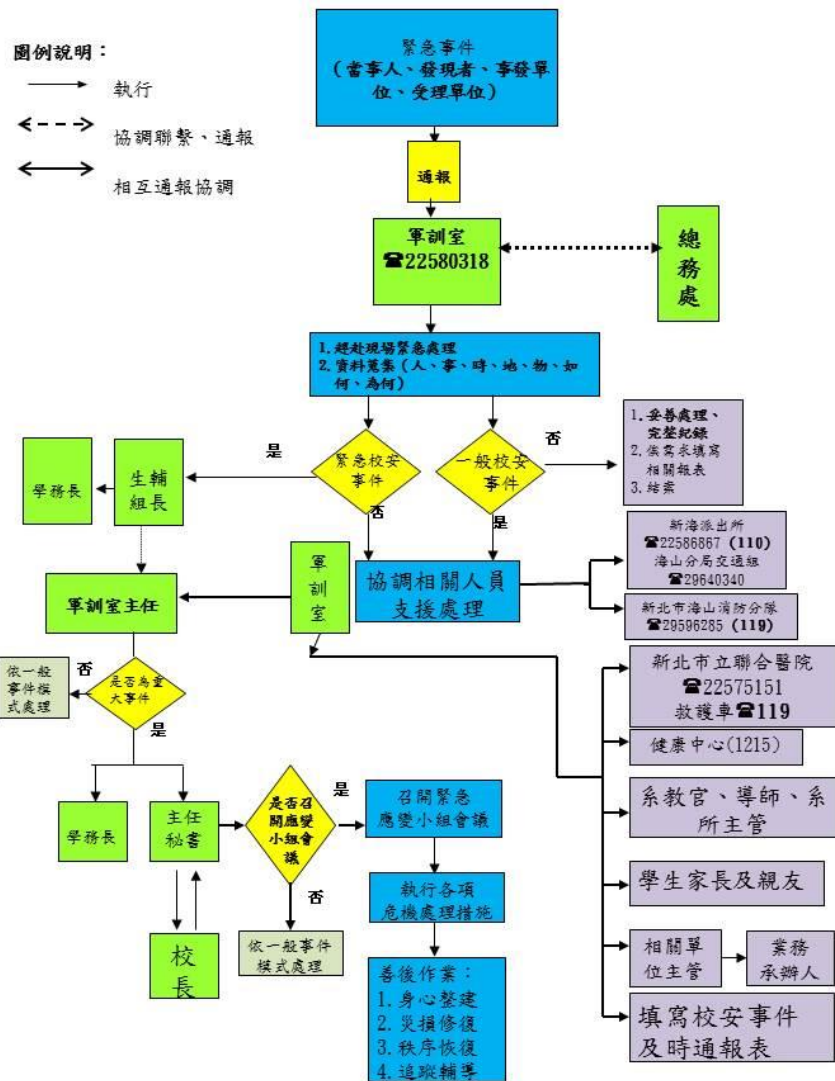 圖例說明：
執行
協調聯繫、通報
相互通報協調
緊急事件
（當事人、發現者、事發單
位、受理單位）
通報
軍訓室
☎22580318
總
務
處
1. 趕赴現場緊急處理
2. 資料蒐集（人、事、時、地、物、如
何、為何）
是
緊急校安
事件
否
一般校安
事件
否
是
1. 妥善處理、
完整紀錄
2. 依需求填寫
相關報表
3. 結案
學務長
生輔
組長
軍訓室主任
軍
訓
室
協調相關人員
支援處理
新海派出所
☎22586867 (110)
海山分局交通組
☎29640340
新北市海山消防分隊
☎29596285 (119)
依一般
事件模
式處理
否
是否為重
大事件
是
新北市立聯合醫院
☎22575151
救護車☎119
健康中心(1215)
系教官、導師、系
所主管
學生家長及親友
相關單
位主管
業務
承辦人
填寫校安事件
及時通報表
學務長
主任
秘書
校
長
是否召
開應變
小組會
議
是
否
依一般事件
模式處理
召開緊急
應變小組會議
執行各項
危機處理措施
善後作業：
1. 身心整建
2. 災損修復
3. 秩序恢復
4. 追蹤輔導